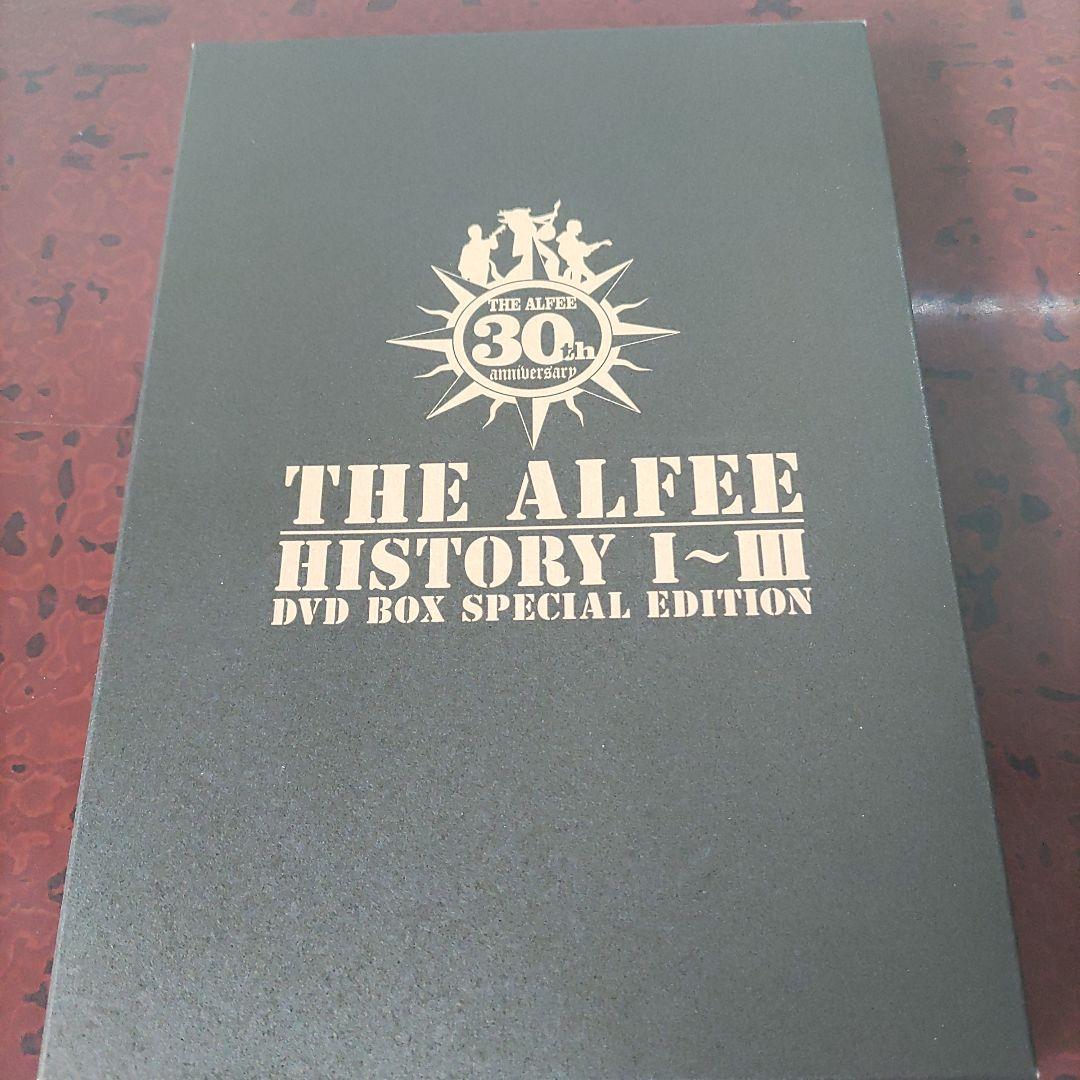 THE ALFEE
30th
anniversary
THE ALFEE
HISTORY I~III
DVD BOX SPECIAL EDITION